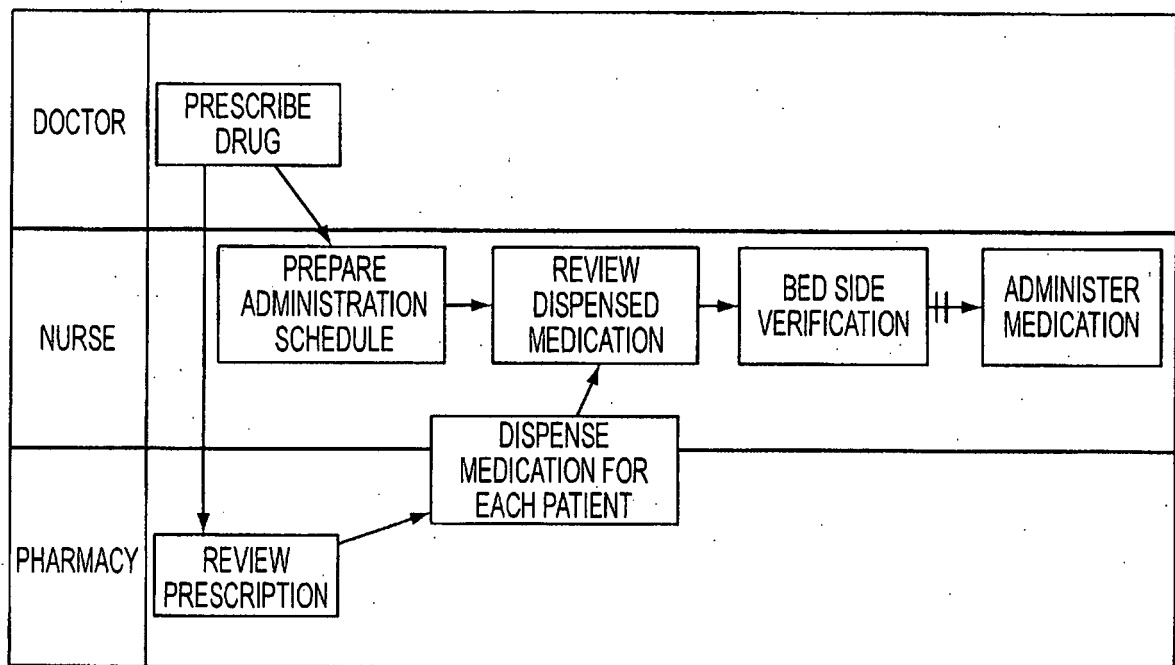 DOCTOR
PRESCRIBE
DRUG
NURSE
PREPARE
ADMINISTRATION
SCHEDULE
REVIEW
DISPENSED
MEDICATION
BED SIDE
VERIFICATION
ADMINISTER
MEDICATION
DISPENSE
MEDICATION FOR
EACH PATIENT
PHARMACY
REVIEW
PRESCRIPTION